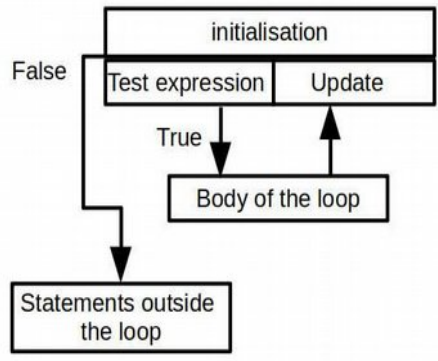 initialisation
False
Test expression
Update
True
Body of the loop
Statements outside
the loop